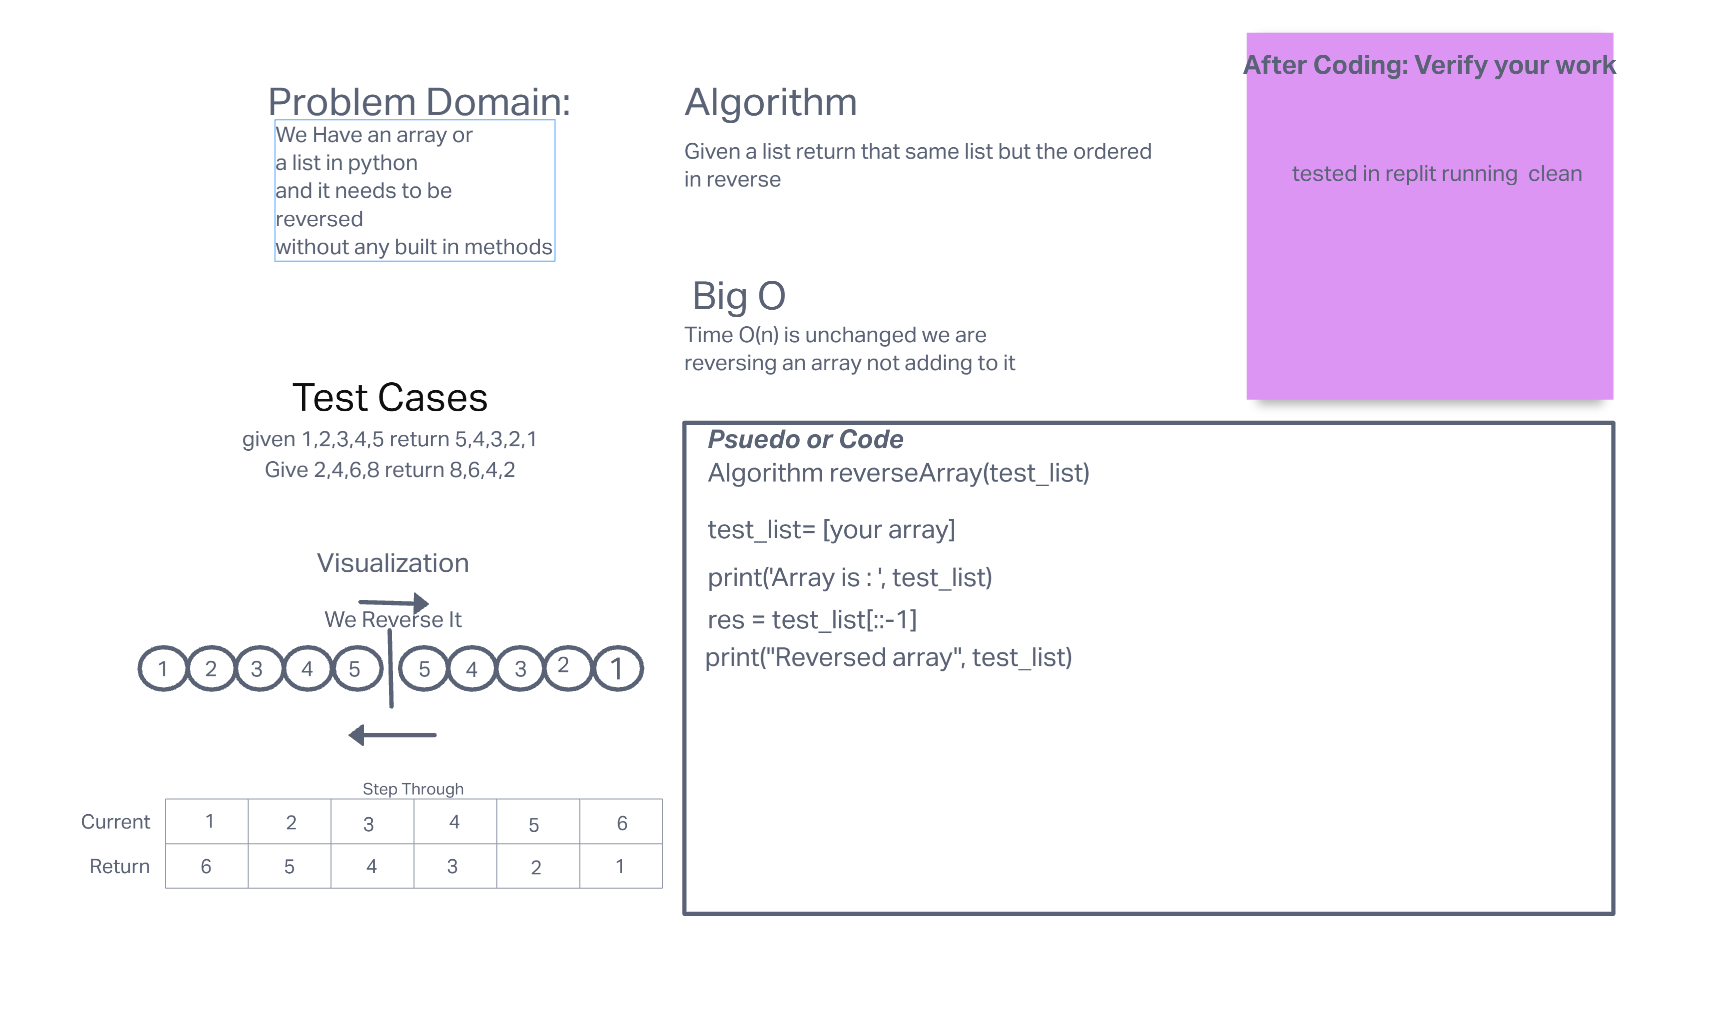 Problem Domain:
We Have an array or
a list in python
and it needs to be
reversed
without any built in methods
Test Cases
given 1,2,3,4,5 return 5,4,3,2,1
Give 2,4,6,8 return 8,6,4,2
Visualization
We Reverse It
1 2 3 4 5 5 4 3 2 1
Step Through
Current 1 2 3 4 5 6
Return 6 5 4 3 2 1
Algorithm
Given a list return that same list but the ordered
in reverse
Big O
Time O(n) is unchanged we are
reversing an array not adding to it
After Coding: Verify your work
tested in replit running  clean
Psuedo or Code
Algorithm reverseArray(test_list)
test_list= [your array]
print('Array is : ', test_list)
res = test_list[::-1]
print("Reversed array", test_list)